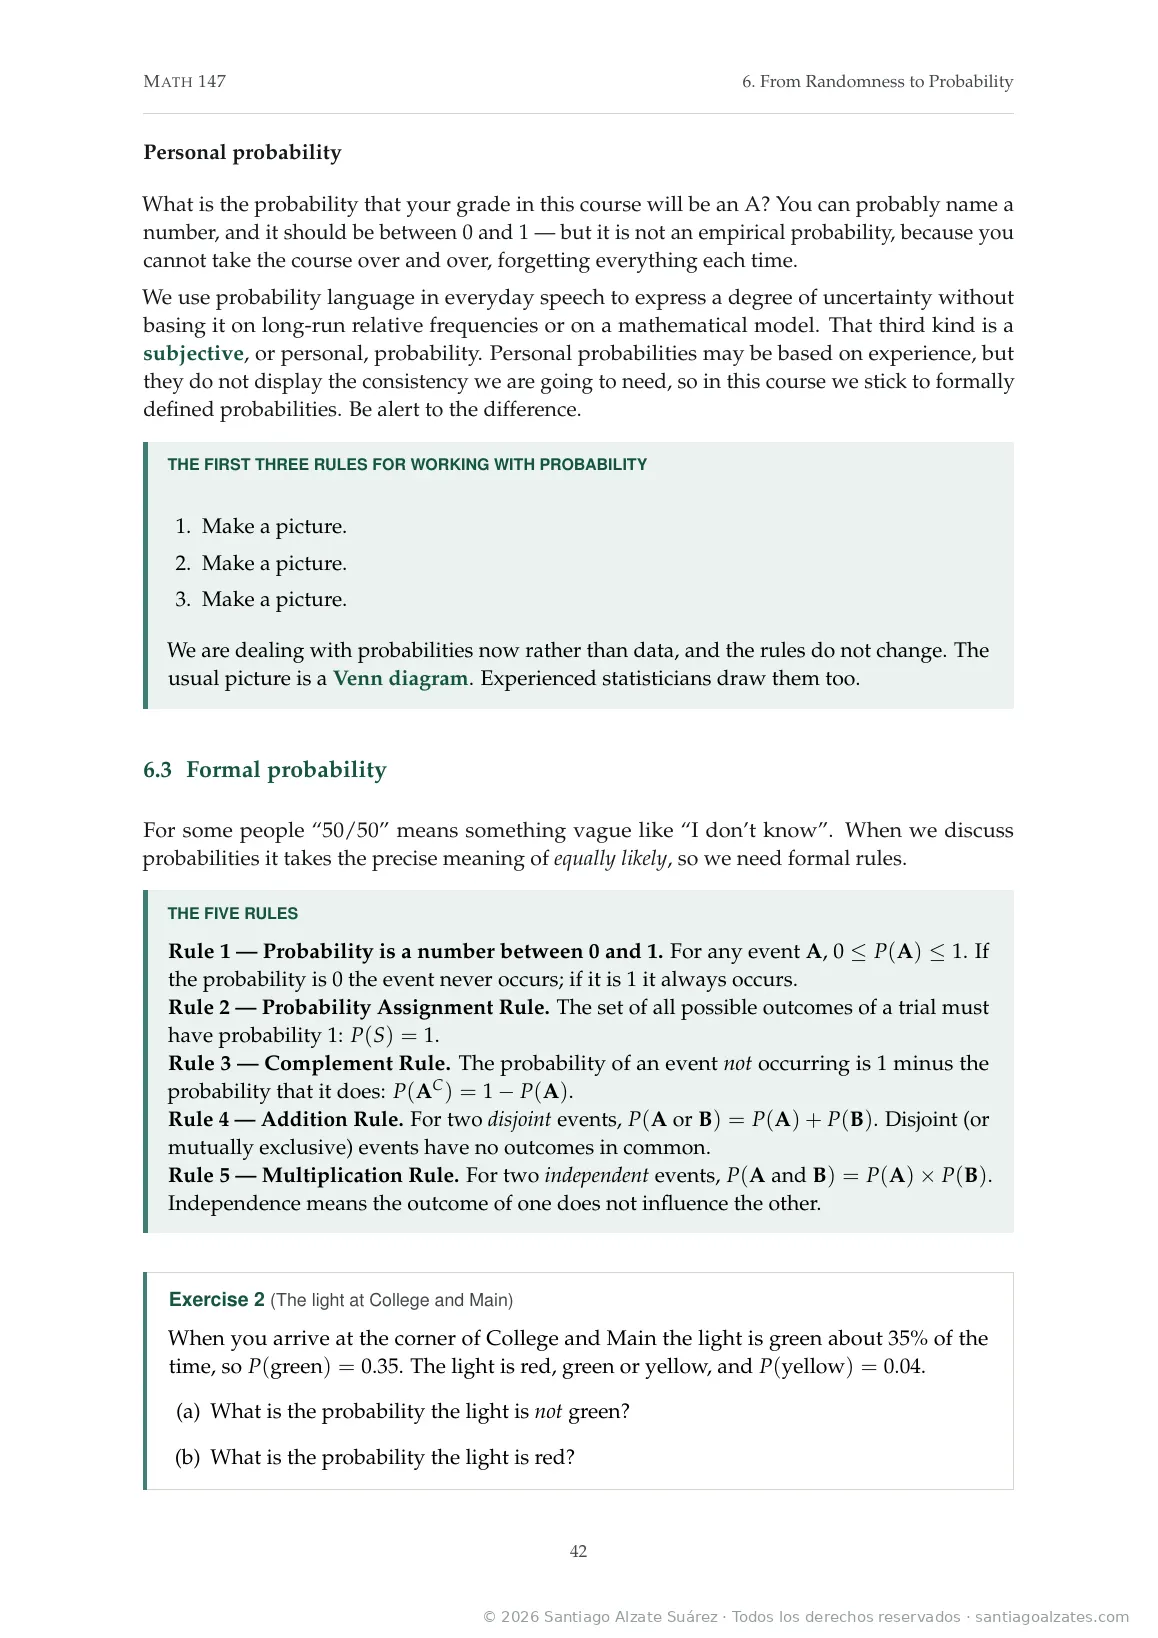 MATH 147
6. From Randomness to Probability
Personal probability
What is the probability that your grade in this course will be an A? You can probably name a
number, and it should be between 0 and 1 — but it is not an empirical probability, because you
cannot take the course over and over, forgetting everything each time.
We use probability language in everyday speech to express a degree of uncertainty without
basing it on long-run relative frequencies or on a mathematical model. That third kind is a
subjective, or personal, probability. Personal probabilities may be based on experience, but
they do not display the consistency we are going to need, so in this course we stick to formally
defined probabilities. Be alert to the difference.
THE FIRST THREE RULES FOR WORKING WITH PROBABILITY
1. Make a picture.
2. Make a picture.
3. Make a picture.
We are dealing with probabilities now rather than data, and the rules do not change. The
usual picture is a Venn diagram. Experienced statisticians draw them too.
6.3 Formal probability
For some people “50/50” means something vague like “I don’t know”. When we discuss
probabilities it takes the precise meaning of equally likely, so we need formal rules.
THE FIVE RULES
Rule 1 — Probability is a number between 0 and 1. For any event A, 0 ≤ P(A) ≤ 1. If
the probability is 0 the event never occurs; if it is 1 it always occurs.
Rule 2 — Probability Assignment Rule. The set of all possible outcomes of a trial must
have probability 1: P(S) = 1.
Rule 3 — Complement Rule. The probability of an event not occurring is 1 minus the
probability that it does: P(A^C) = 1 − P(A).
Rule 4 — Addition Rule. For two disjoint events, P(A or B) = P(A) + P(B). Disjoint (or
mutually exclusive) events have no outcomes in common.
Rule 5 — Multiplication Rule. For two independent events, P(A and B) = P(A) × P(B).
Independence means the outcome of one does not influence the other.
Exercise 2 (The light at College and Main)
When you arrive at the corner of College and Main the light is green about 35% of the
time, so P(green) = 0.35. The light is red, green or yellow, and P(yellow) = 0.04.
(a) What is the probability the light is not green?
(b) What is the probability the light is red?
42
© 2026 Santiago Alzate Suárez · Todos los derechos reservados · santiagoalzates.com